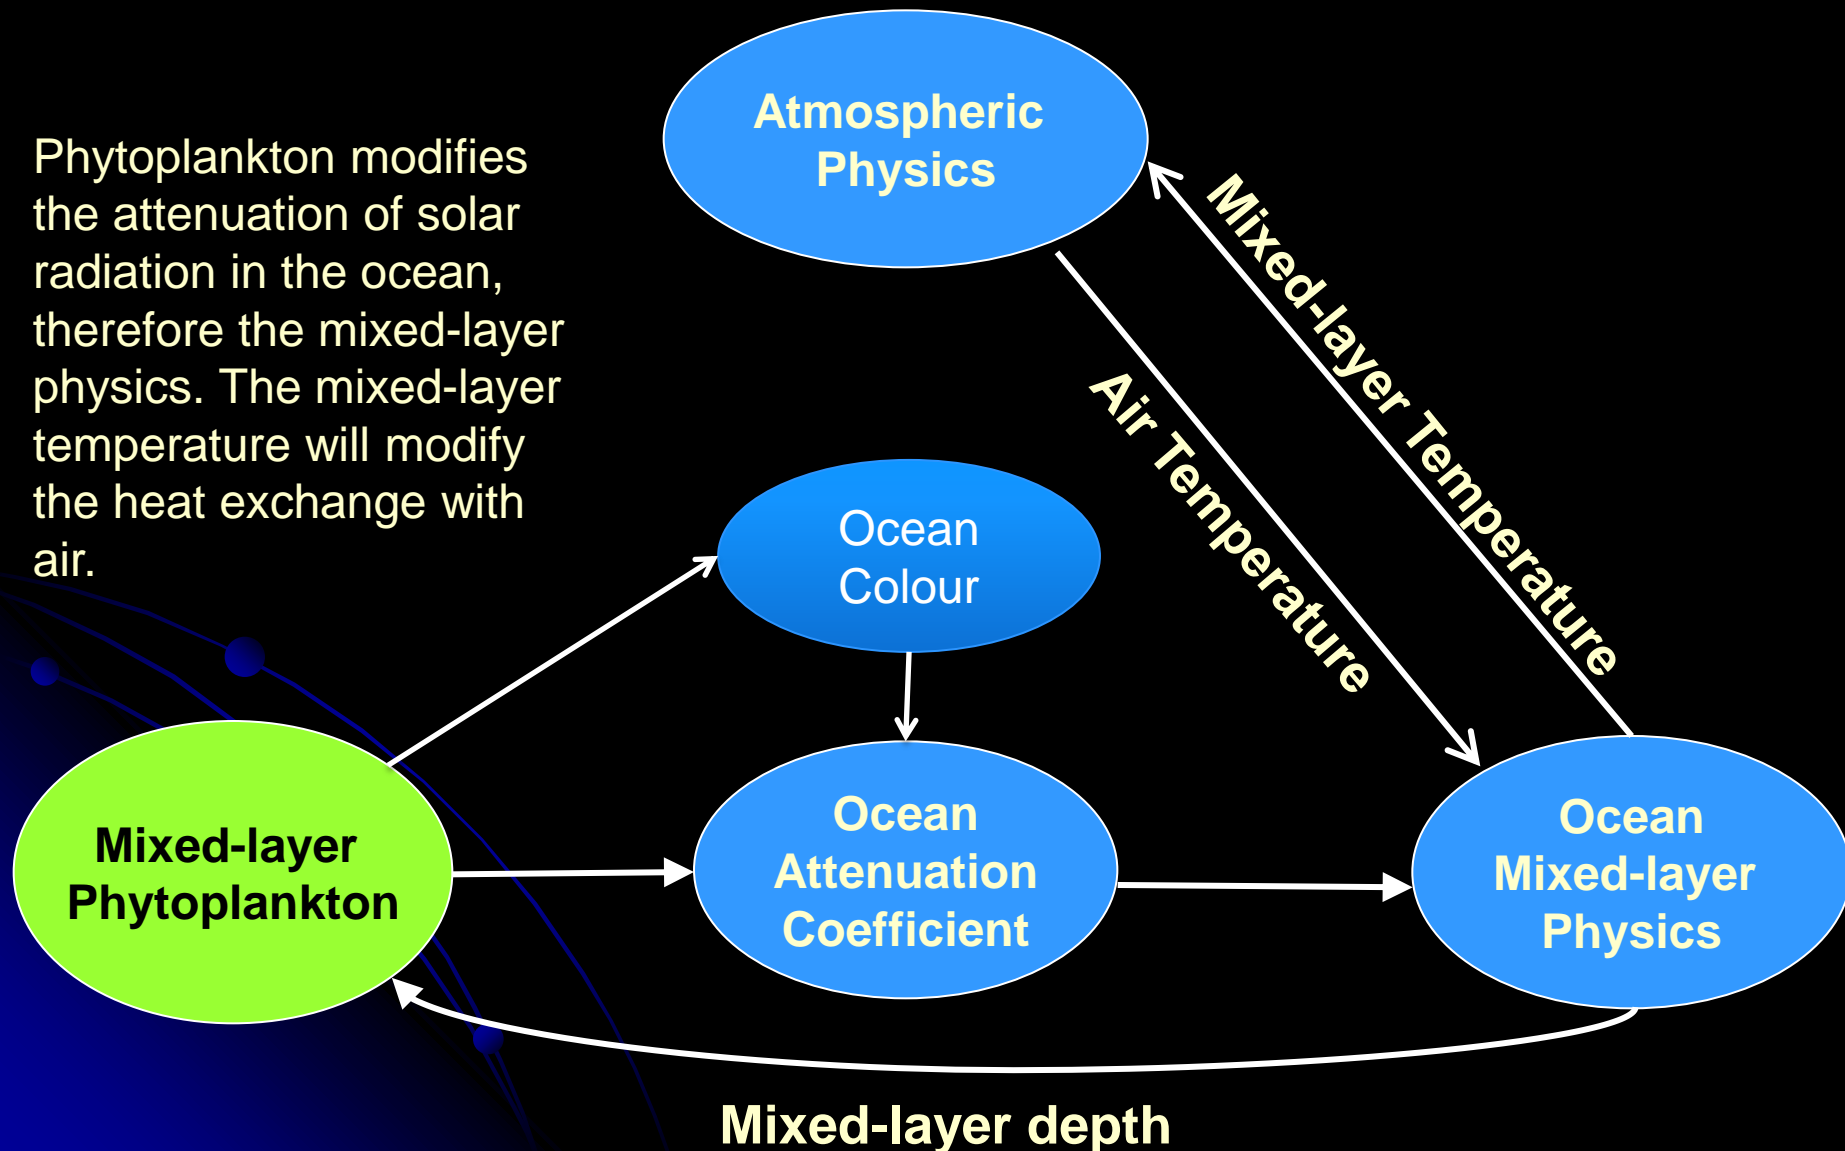 Phytoplankton modifies
the attenuation of solar
radiation in the ocean,
therefore the mixed-layer
physics. The mixed-layer
temperature will modify
the heat exchange with
air.
Atmospheric
Physics
Mixed-layer Temperature
Air Temperature
Ocean
Colour
Mixed-layer
Phytoplankton
Ocean
Attenuation
Coefficient
Ocean
Mixed-layer
Physics
Mixed-layer depth